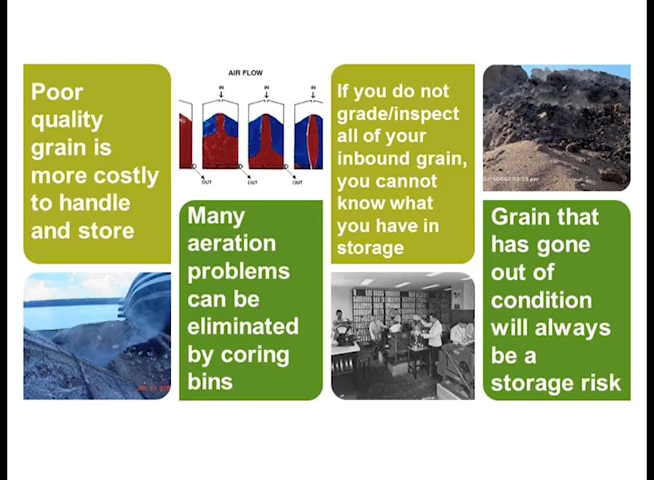 Poor
quality
grain is
more costly
to handle
and store
AIR FLOW
IN
IN
IN
OUT
OUT
OUT
Many
aeration
problems
can be
eliminated
by coring
bins
If you do not
grade/inspect
all of your
inbound grain,
you cannot
know what
you have in
storage
Grain that
has gone
out of
condition
will always
be a
storage risk